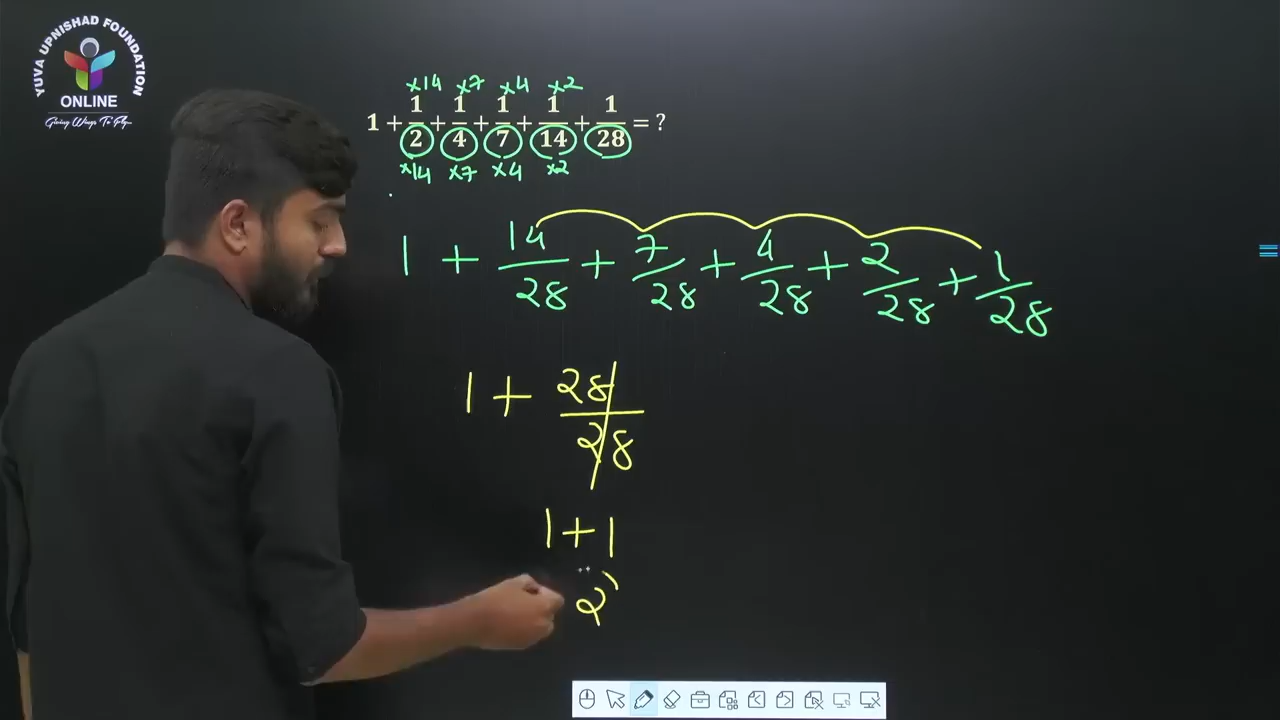 YUVA UPNISHAD FOUNDATION
ONLINE
Giving Wings To Fly...
×14 ×7 ×4 ×2
1 + 1/2 + 1/4 + 1/7 + 1/14 + 1/28 = ?
×14 ×7 ×4 ×2
1 + 14/28 + 7/28 + 4/28 + 2/28 + 1/28
1 + 28/28
1 + 1
2